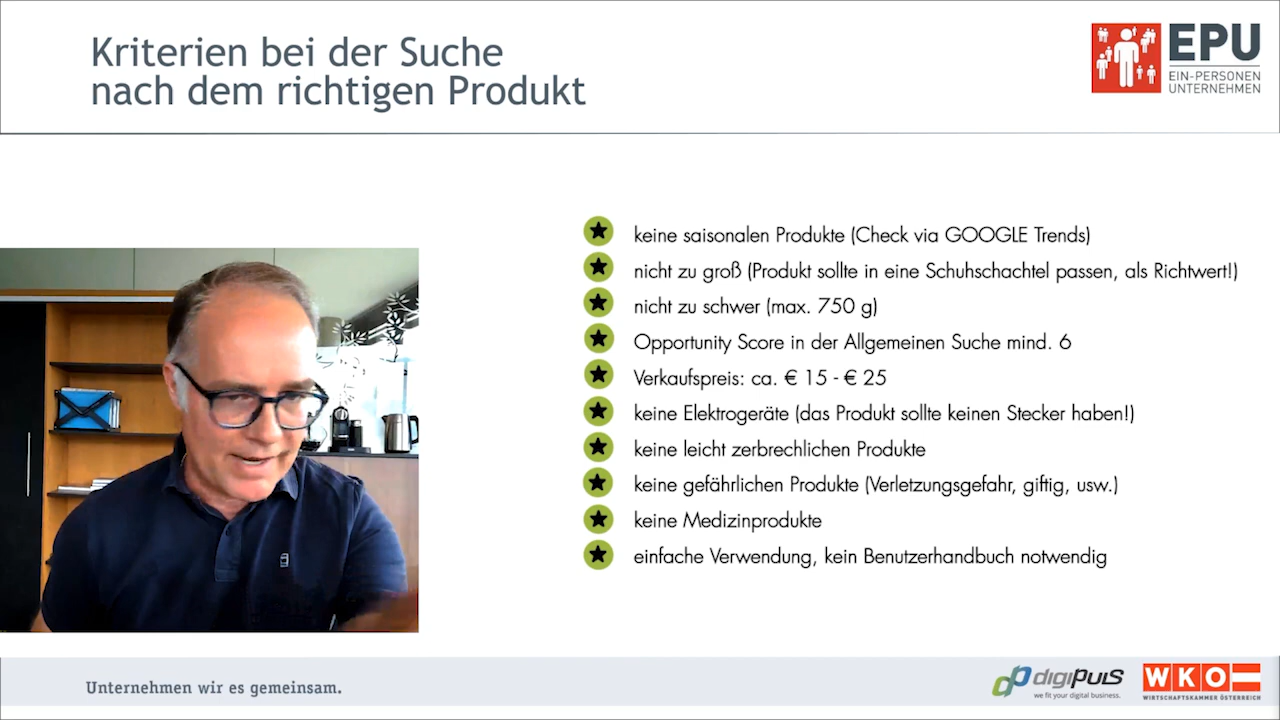 Kriterien bei der Suche
nach dem richtigen Produkt
EPU
EIN-PERSONEN
UNTERNEHMEN
keine saisonalen Produkte (Check via GOOGLE Trends)
nicht zu groß (Produkt sollte in eine Schuhschachtel passen, als Richtwert!)
nicht zu schwer (max. 750 g)
Opportunity Score in der Allgemeinen Suche mind. 6
Verkaufspreis: ca. € 15 - € 25
keine Elektrogeräte (das Produkt sollte keinen Stecker haben!)
keine leicht zerbrechlichen Produkte
keine gefährlichen Produkte (Verletzungsgefahr, giftig, usw.)
keine Medizinprodukte
einfache Verwendung, kein Benutzerhandbuch notwendig
Unternehmen wir es gemeinsam.
digiPULS
we fit your digital business.
WKO
WIRTSCHAFTSKAMMER ÖSTERREICH